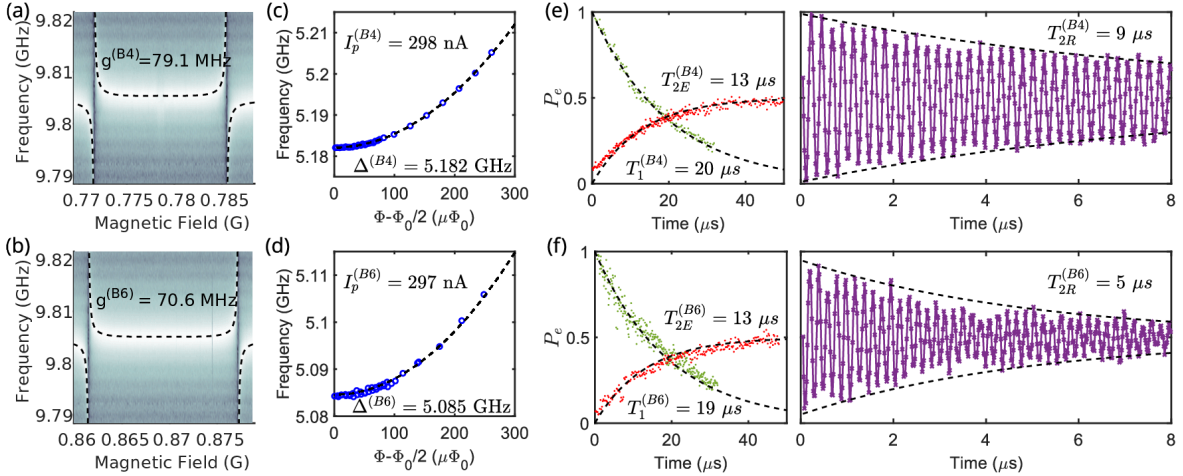 (a)
9.82
9.81
9.8
9.79
Frequency (GHz)
g(B4)=79.1 MHz
0.77 0.775 0.78 0.785
Magnetic Field (G)
(c)
5.21
5.2
5.19
5.18
Frequency (GHz)
I_p^(B4) = 298 nA
Δ(B4) = 5.182 GHz
0 100 200 300
Φ-Φ0/2 (μΦ0)
(e)
1
0.5
0
P_e
T_2E^(B4) = 13 μs
T_1^(B4) = 20 μs
0 20 40
Time (μs)
T_2R^(B4) = 9 μs
0 2 4 6 8
Time (μs)
(b)
9.82
9.81
9.80
9.79
Frequency (GHz)
g(B6) = 70.6 MHz
0.86 0.865 0.87 0.875
Magnetic Field (G)
(d)
5.11
5.1
5.09
5.08
Frequency (GHz)
I_p^(B6) = 297 nA
Δ(B6) = 5.085 GHz
0 100 200 300
Φ-Φ0/2 (μΦ0)
(f)
1
0.5
0
P_e
T_2E^(B6) = 13 μs
T_1^(B6) = 19 μs
0 20 40
Time (μs)
T_2R^(B6) = 5 μs
0 2 4 6 8
Time (μs)